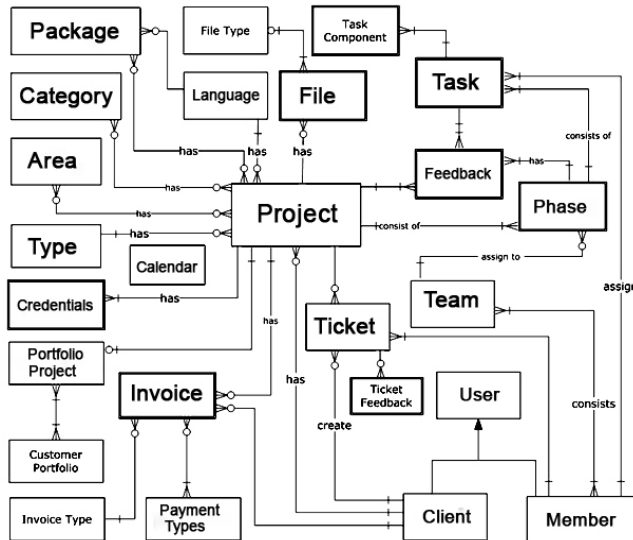 Package
File Type
Task
Component
Category
Language
File
Task
has
has
has
consists of
Area
has
Feedback
has
Phase
has
Project
consist of
Type
has
Calendar
assign to
Credentials
has
has
Team
assign
Portfolio
Project
Ticket
Invoice
has
Ticket
Feedback
User
create
consists
Customer
Portfolio
Invoice Type
Payment
Types
Client
Member